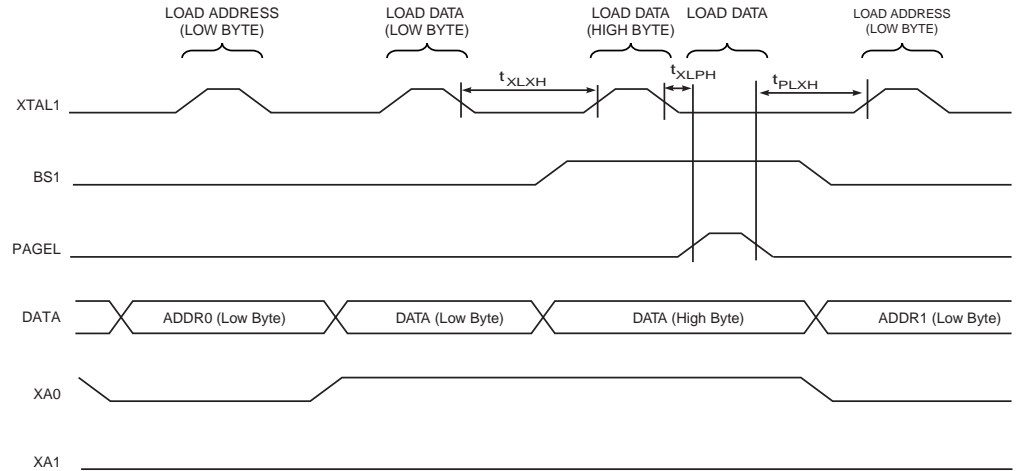 LOAD ADDRESS
(LOW BYTE)
LOAD DATA
(LOW BYTE)
LOAD DATA
(HIGH BYTE)
LOAD DATA
LOAD ADDRESS
(LOW BYTE)
XTAL1
tXLXH
tXLPH
tPLXH
BS1
PAGEL
DATA
ADDR0 (Low Byte)
DATA (Low Byte)
DATA (High Byte)
ADDR1 (Low Byte)
XA0
XA1